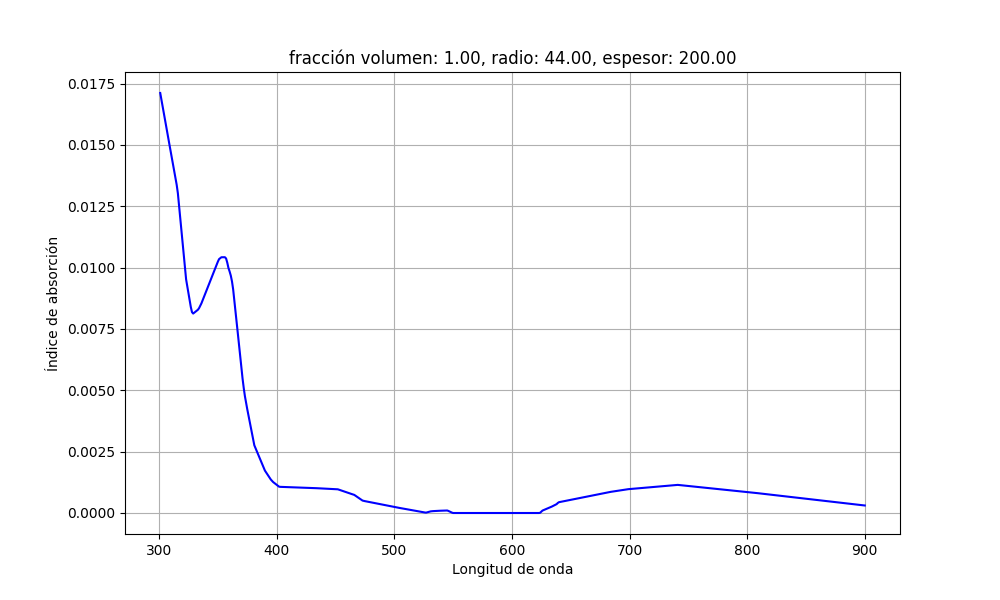 fracción volumen: 1.00, radio: 44.00, espesor: 200.00
0.0175
0.0150
0.0125
0.0100
0.0075
0.0050
0.0025
0.0000
Índice de absorción
300 400 500 600 700 800 900
Longitud de onda